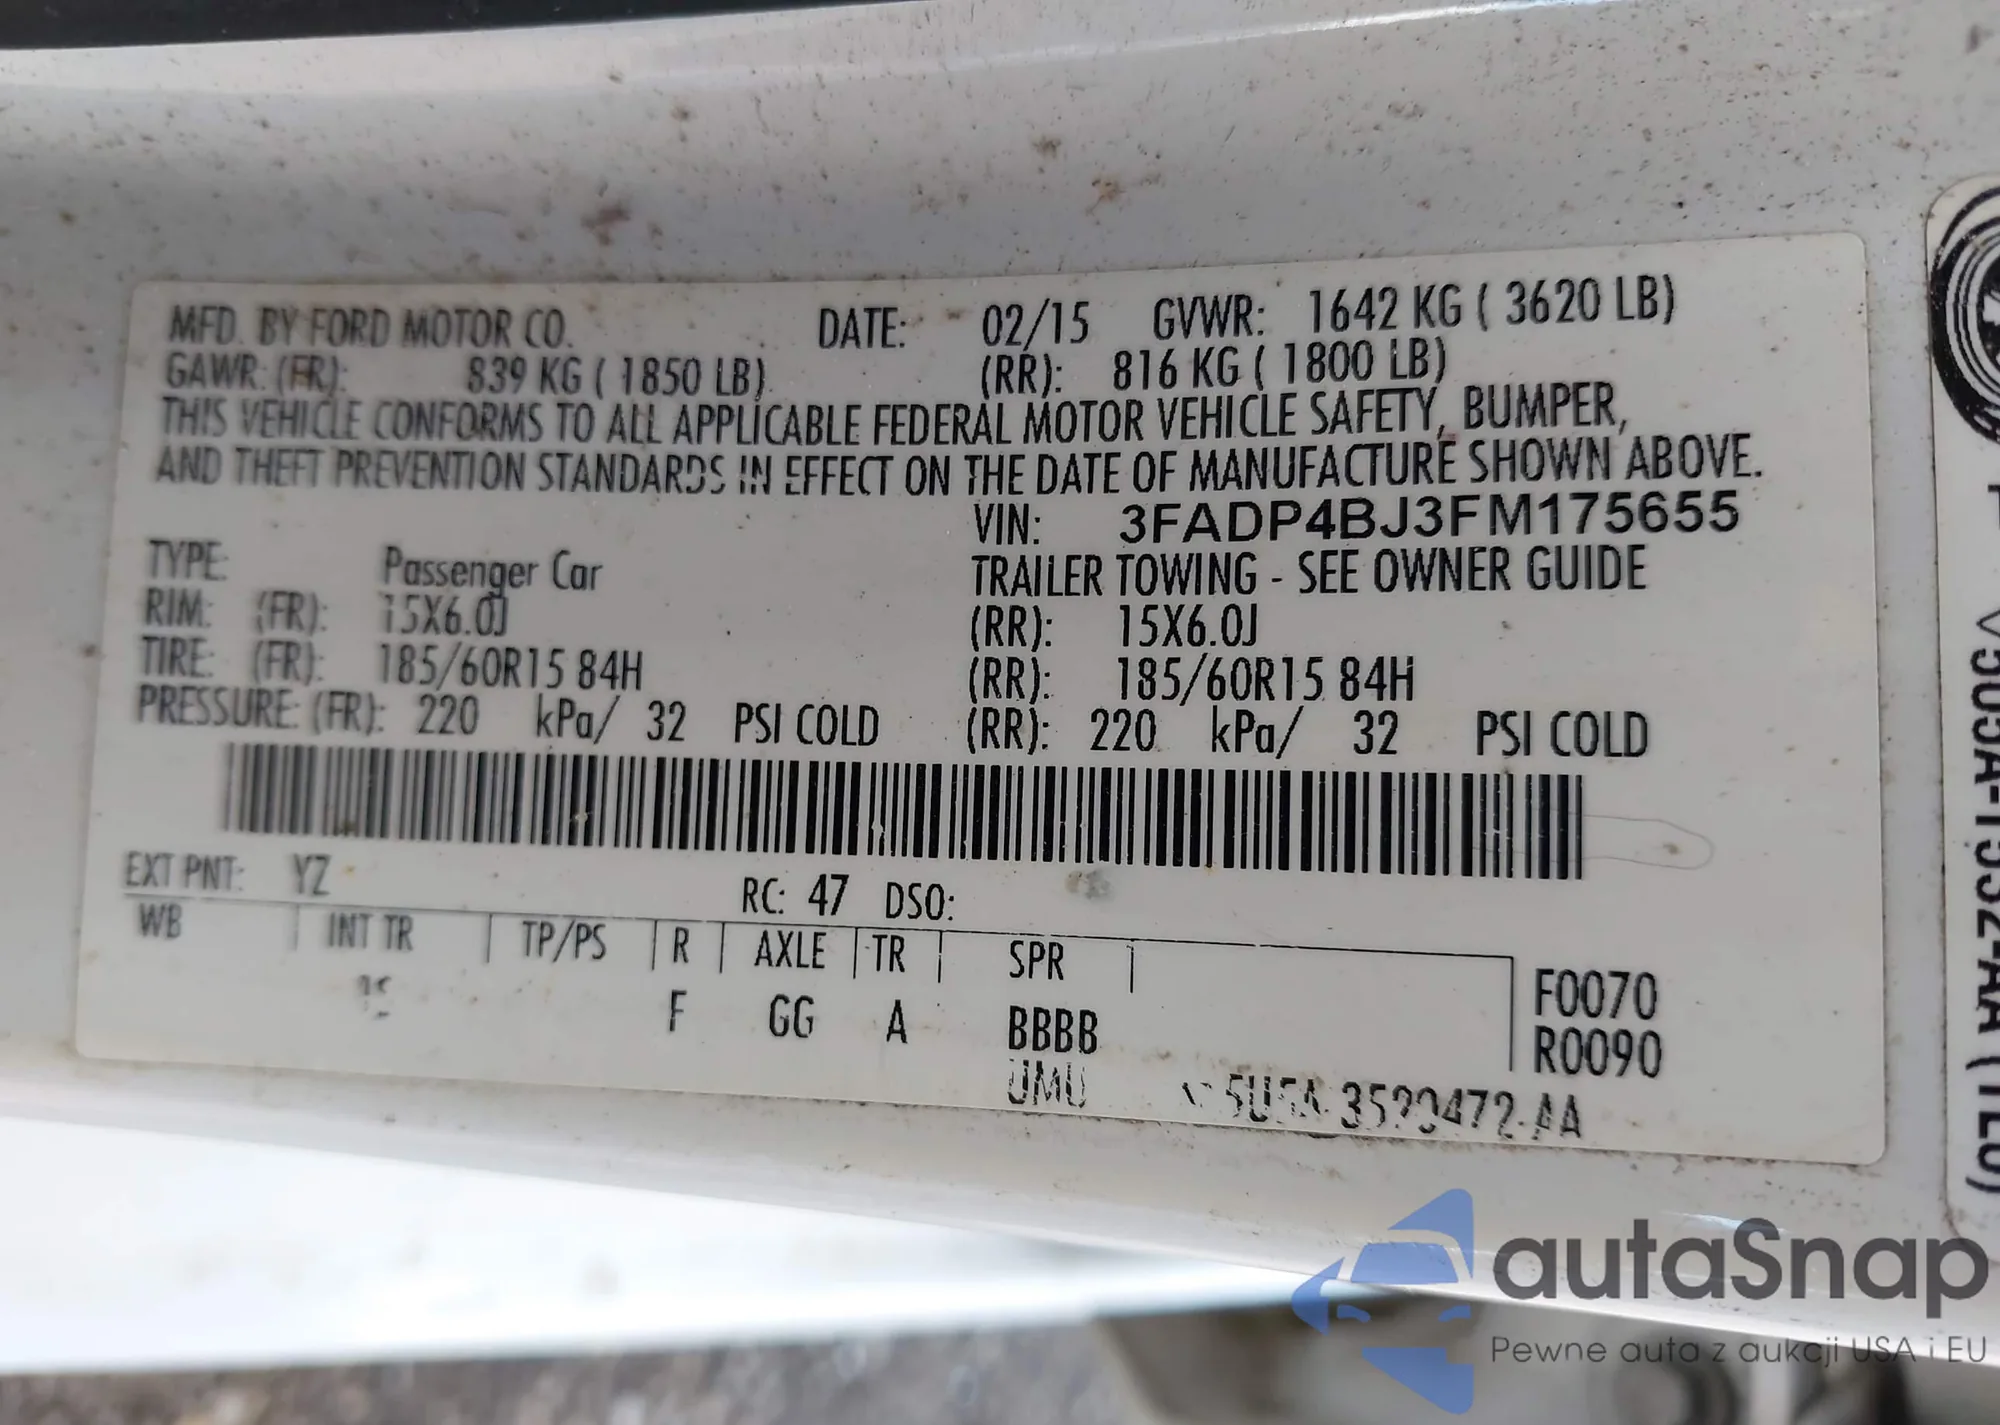 MFD. BY FORD MOTOR CO. DATE: 02/15 GVWR: 1642 KG ( 3620 LB)
GAWR: (FR): 839 KG ( 1850 LB) (RR): 816 KG ( 1800 LB)
THIS VEHICLE CONFORMS TO ALL APPLICABLE FEDERAL MOTOR VEHICLE SAFETY, BUMPER,
AND THEFT PREVENTION STANDARDS IN EFFECT ON THE DATE OF MANUFACTURE SHOWN ABOVE.
VIN: 3FADP4BJ3FM175655
TYPE: Passenger Car TRAILER TOWING - SEE OWNER GUIDE
RIM: (FR): 15X6.0J (RR): 15X6.0J
TIRE: (FR): 185/60R15 84H (RR): 185/60R15 84H
PRESSURE: (FR): 220 kPa/ 32 PSI COLD (RR): 220 kPa/ 32 PSI COLD
EXT PNT: YZ RC: 47 DSO:
WB INT TR TP/PS R AXLE TR SPR
F GG A BBBB
F0070
R0090
UMU
autaSnap
Pewne auta z aukcji USA i EU